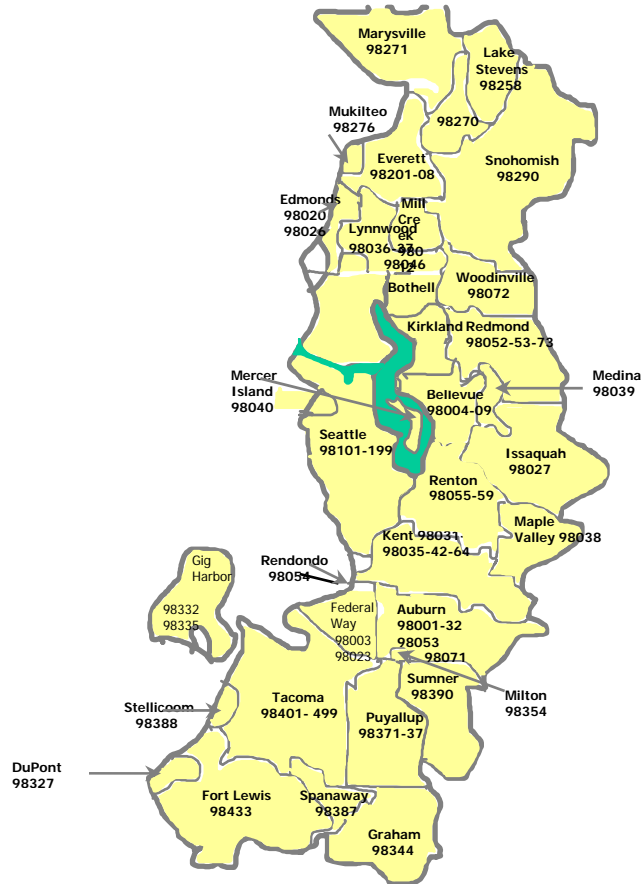 Marysville
98271
Lake
Stevens
98258
98270
Mukilteo
98276
Everett
98201-08
Snohomish
98290
Edmonds
98020
98026
Mill
Cre
ek
980
12
Lynnwood
98036-37
98046
Bothell
Woodinville
98072
Kirkland
Redmond
98052-53-73
Mercer
Island
98040
Bellevue
98004-09
Medina
98039
Seattle
98101-199
Issaquah
98027
Renton
98055-59
Maple
Valley 98038
Kent 98031-
98035-42-64
Gig
Harbor
98332
98335
Rendondo
98054
Federal
Way
98003
98023
Auburn
98001-32
98053
98071
Sumner
98390
Milton
98354
Stellicoom
98388
Tacoma
98401- 499
Puyallup
98371-37
DuPont
98327
Fort Lewis
98433
Spanaway
98387
Graham
98344